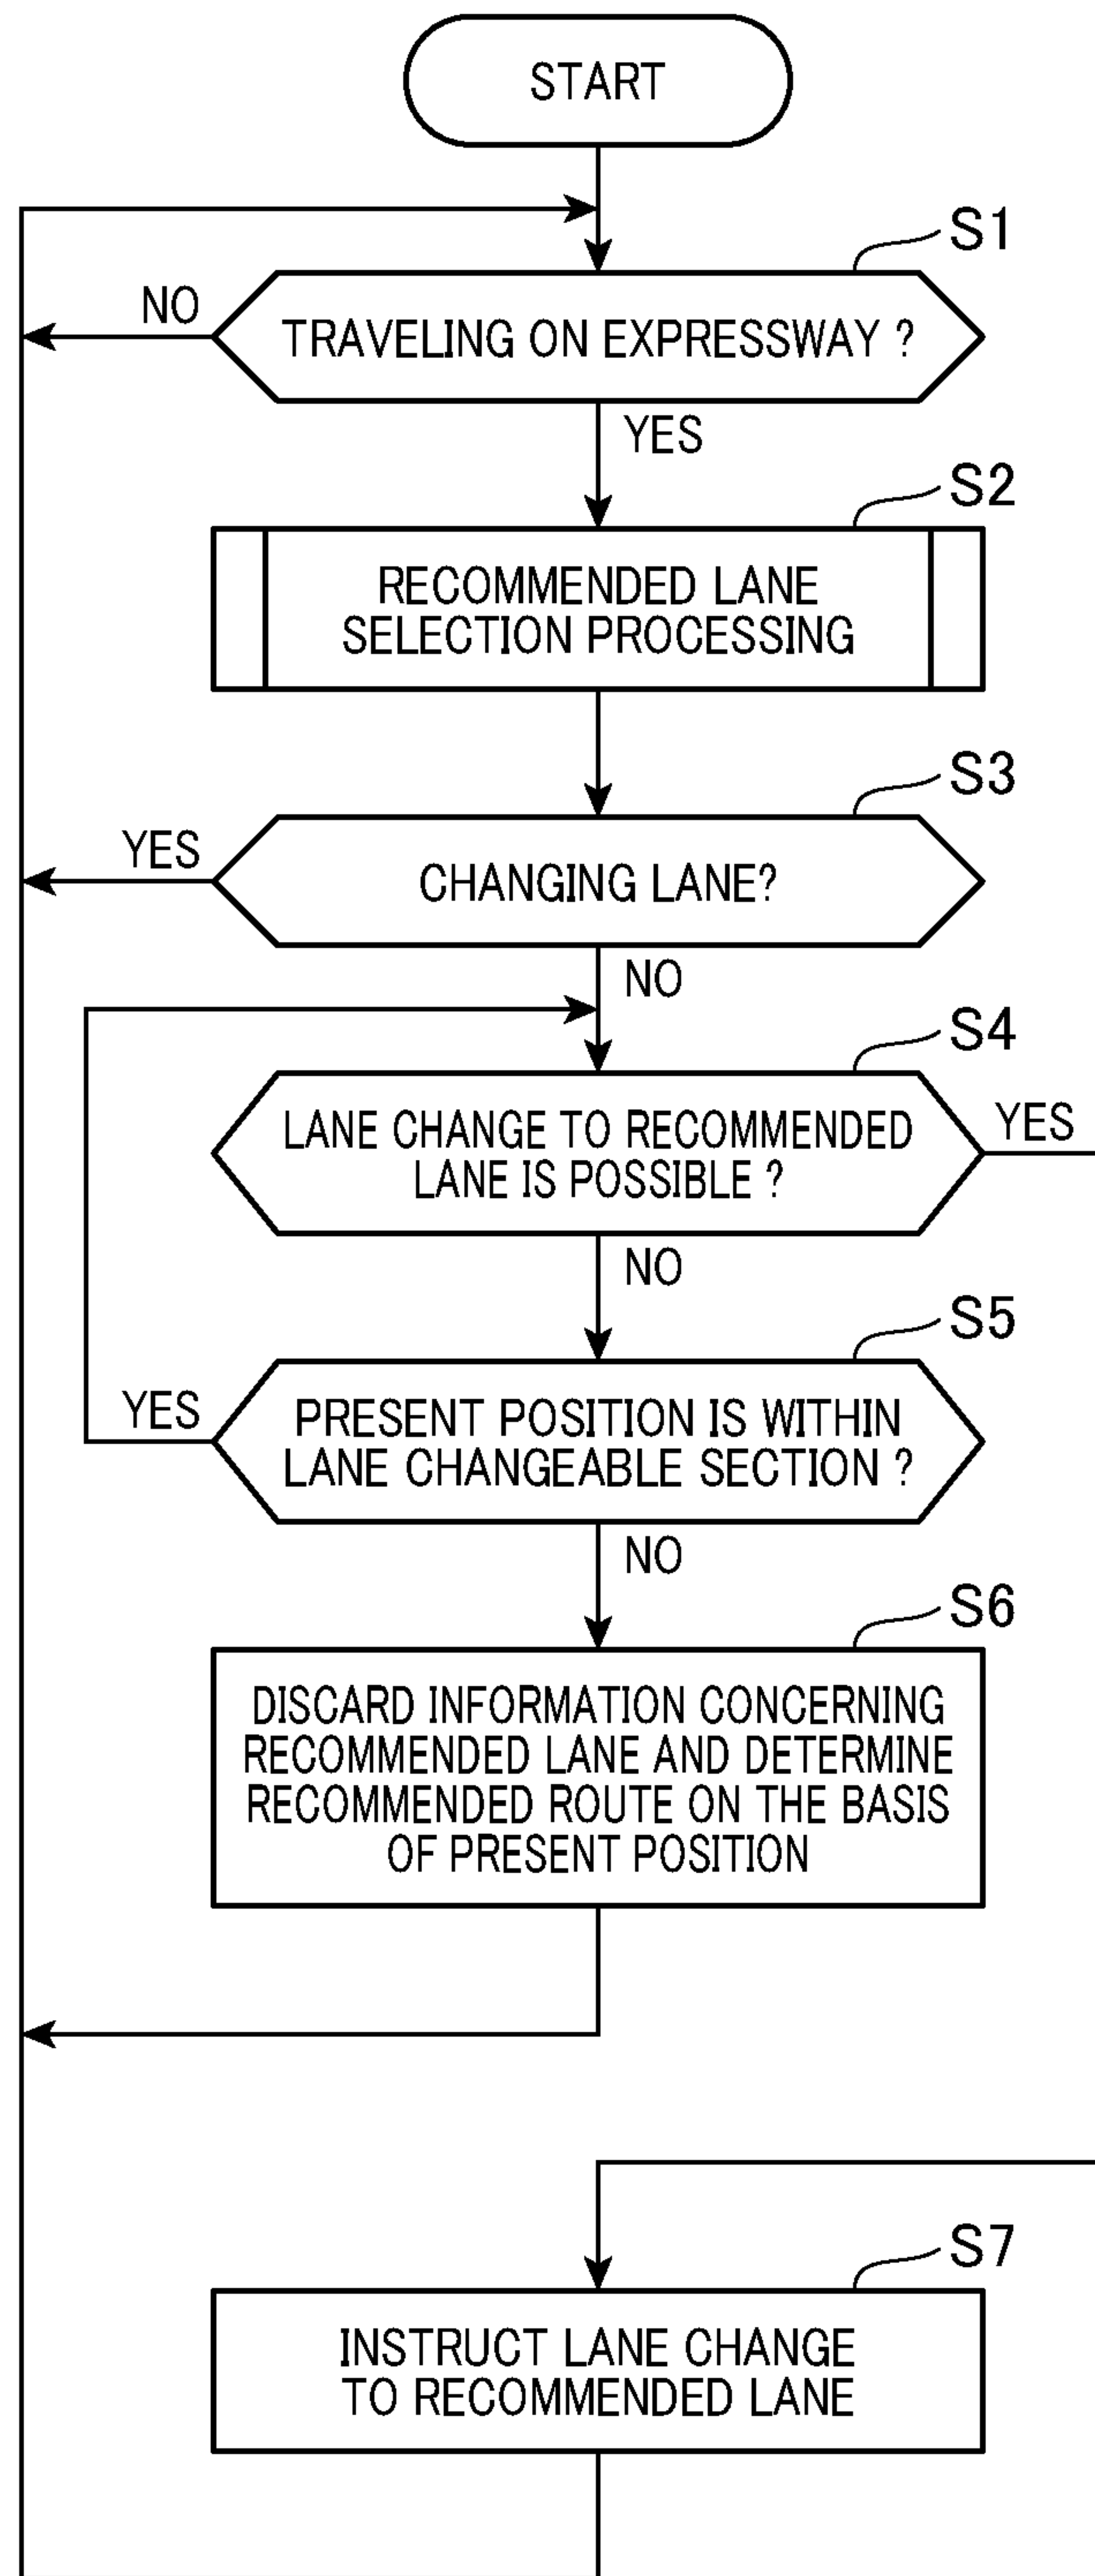 START
S1
NO
TRAVELING ON EXPRESSWAY ?
YES
S2
RECOMMENDED LANE
SELECTION PROCESSING
S3
YES
CHANGING LANE?
NO
S4
LANE CHANGE TO RECOMMENDED
LANE IS POSSIBLE ?
YES
NO
S5
YES
PRESENT POSITION IS WITHIN
LANE CHANGEABLE SECTION ?
NO
S6
DISCARD INFORMATION CONCERNING
RECOMMENDED LANE AND DETERMINE
RECOMMENDED ROUTE ON THE BASIS
OF PRESENT POSITION
S7
INSTRUCT LANE CHANGE
TO RECOMMENDED LANE